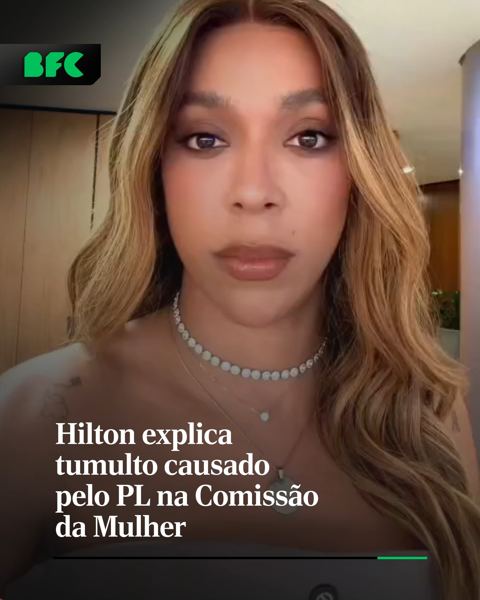 BFC
Hilton explica
tumulto causado
pelo PL na Comissão
da Mulher